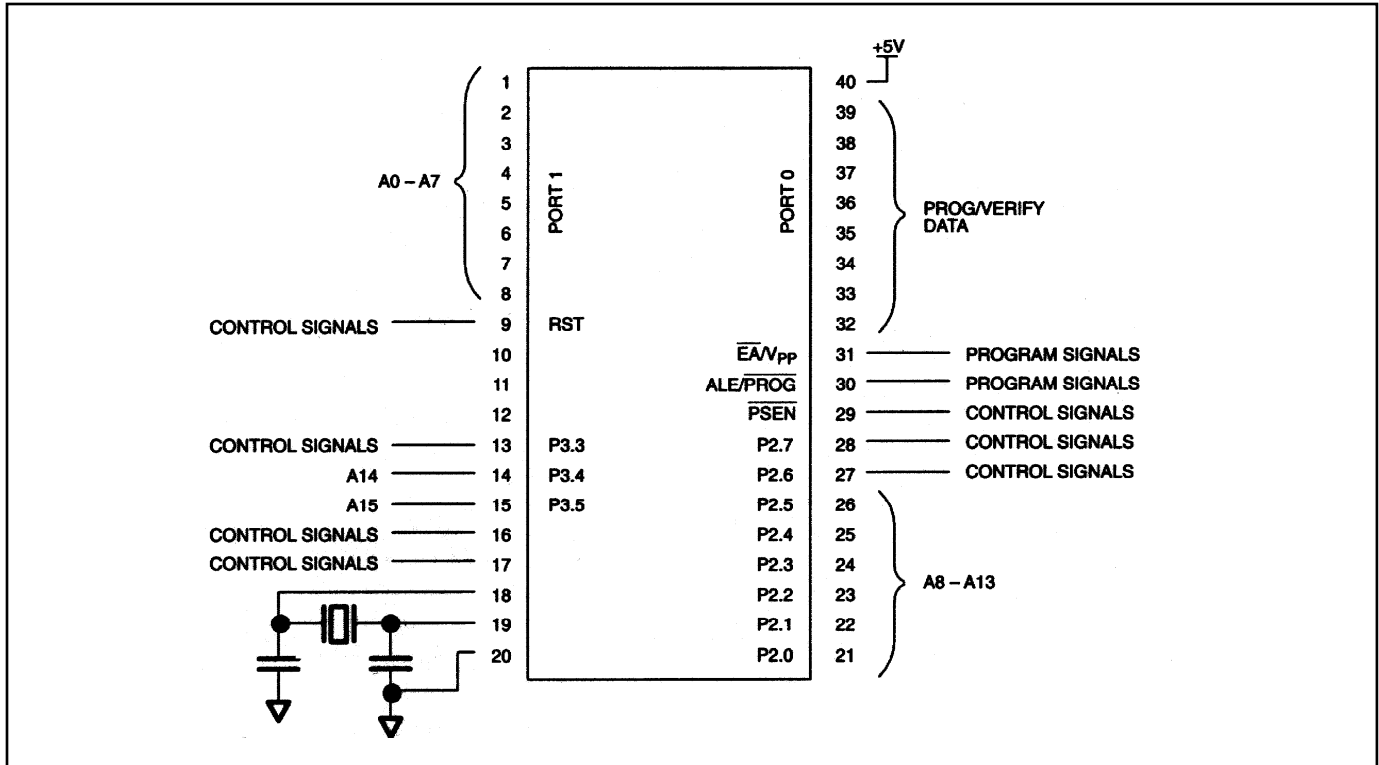 +5V
1 40
2 39
3 38
4 37
A0 – A7 PORT 1 PORT 0
5 36
PROG/VERIFY
DATA
6 35
7 34
8 33
CONTROL SIGNALS 9 RST 32
10 EA/VPP 31 PROGRAM SIGNALS
11 ALE/PROG 30 PROGRAM SIGNALS
12 PSEN 29 CONTROL SIGNALS
CONTROL SIGNALS 13 P3.3 P2.7 28 CONTROL SIGNALS
A14 14 P3.4 P2.6 27 CONTROL SIGNALS
A15 15 P3.5 P2.5 26
CONTROL SIGNALS 16 P2.4 25
CONTROL SIGNALS 17 P2.3 24
A8 – A13
18 P2.2 23
19 P2.1 22
20 P2.0 21